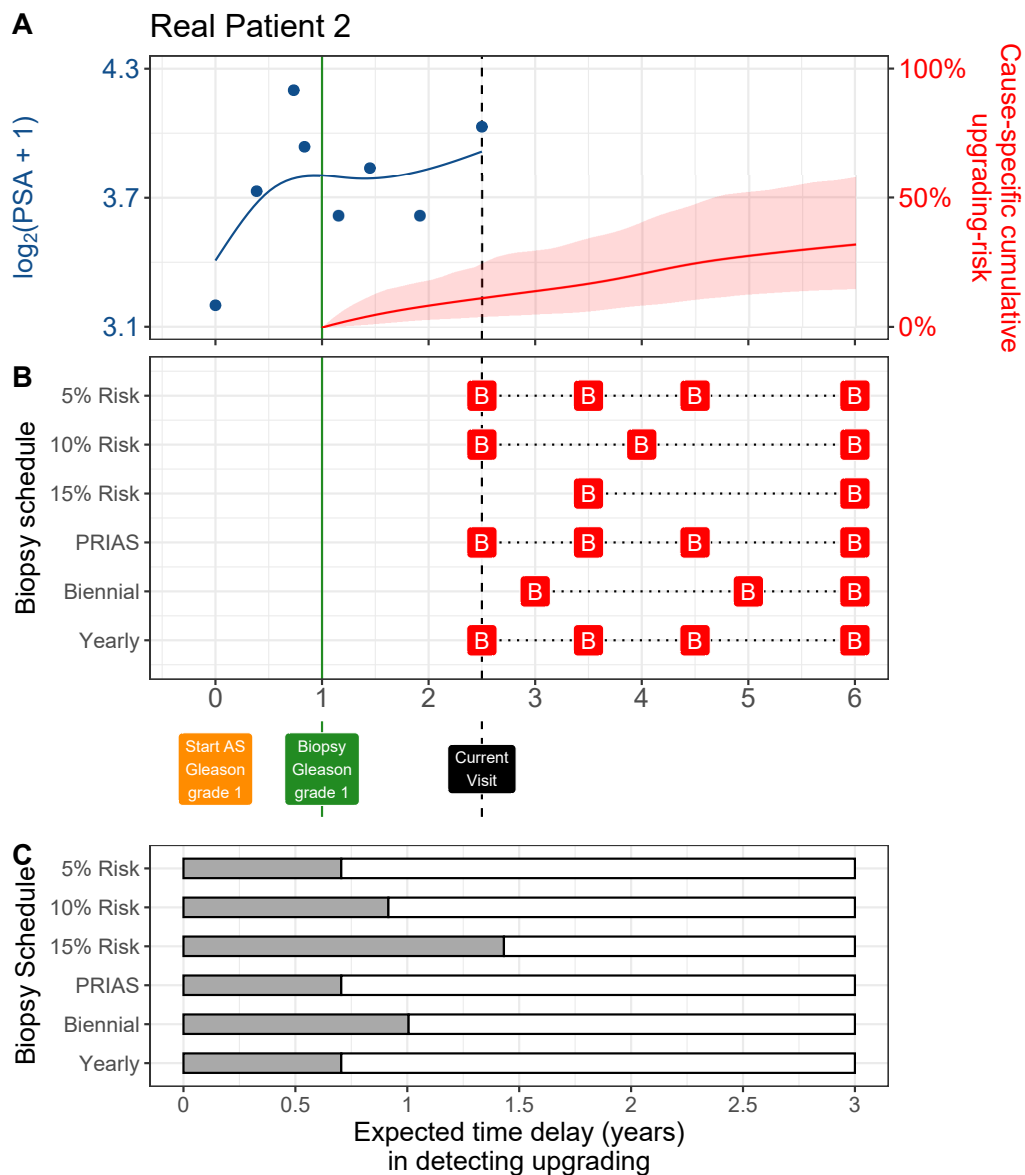 A
Real Patient 2
4.3
3.7
3.1
log₂(PSA + 1)
100%
50%
0%
Cause-specific cumulative
upgrading-risk
B
Biopsy schedule
5% Risk
B B B B
10% Risk
B B B
15% Risk
B B
PRIAS
B B B B
Biennial
B B B
Yearly
B B B B
0 1 2 3 4 5 6
Start AS
Gleason
grade 1
Biopsy
Gleason
grade 1
Current
Visit
C
Biopsy Schedule
5% Risk
10% Risk
15% Risk
PRIAS
Biennial
Yearly
0 0.5 1 1.5 2 2.5 3
Expected time delay (years)
in detecting upgrading